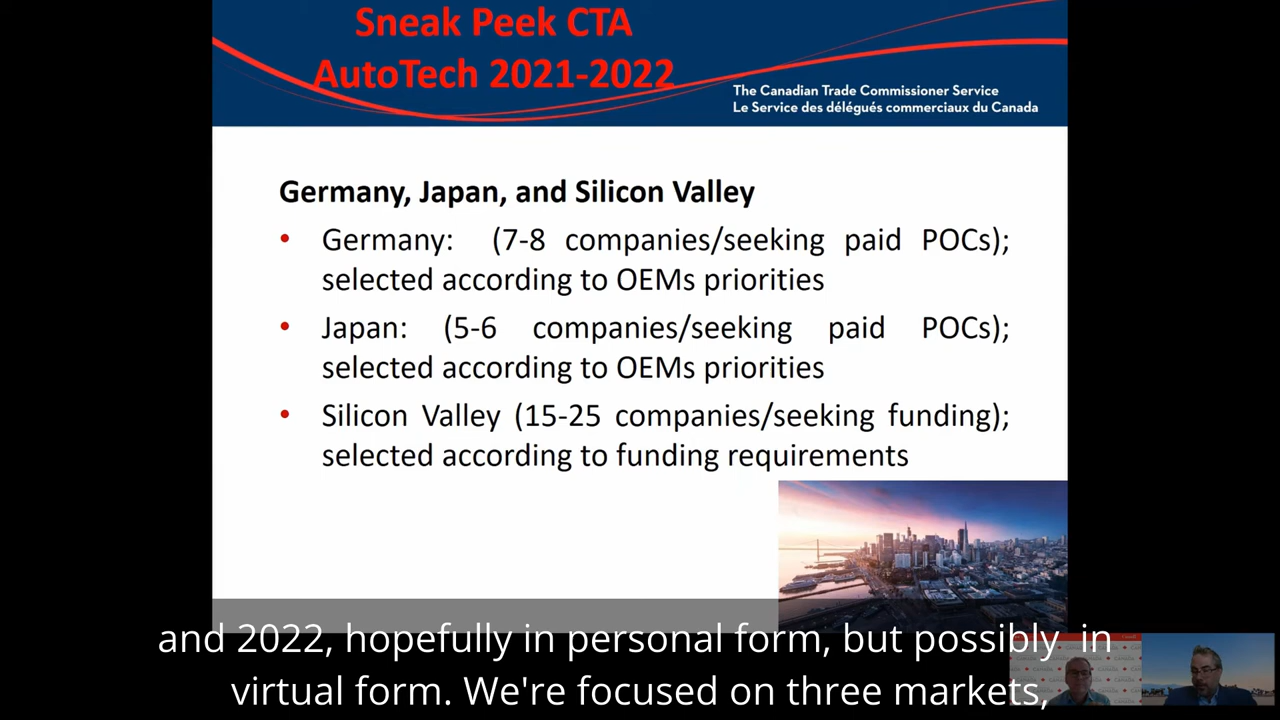 Sneak Peek CTA
AutoTech 2021-2022
The Canadian Trade Commissioner Service
Le Service des délégués commerciaux du Canada
Germany, Japan, and Silicon Valley
• Germany: (7-8 companies/seeking paid POCs);
selected according to OEMs priorities
• Japan: (5-6 companies/seeking paid POCs);
selected according to OEMs priorities
• Silicon Valley (15-25 companies/seeking funding);
selected according to funding requirements
and 2022, hopefully in personal form, but possibly in
virtual form. We're focused on three markets,